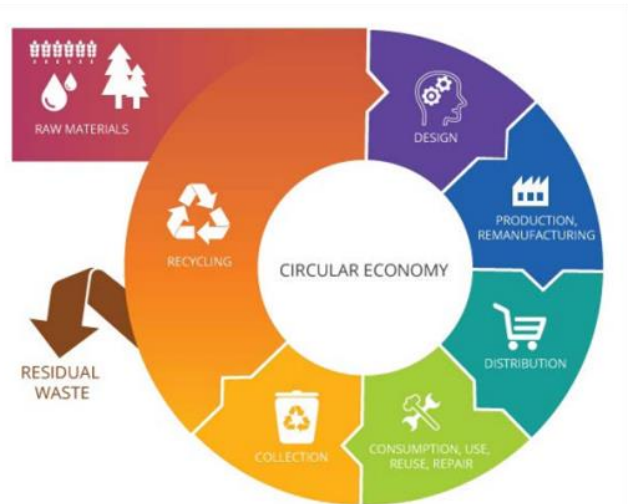 RAW MATERIALS
DESIGN
PRODUCTION,
REMANUFACTURING
RECYCLING
CIRCULAR ECONOMY
DISTRIBUTION
RESIDUAL
WASTE
COLLECTION
CONSUMPTION, USE,
REUSE, REPAIR